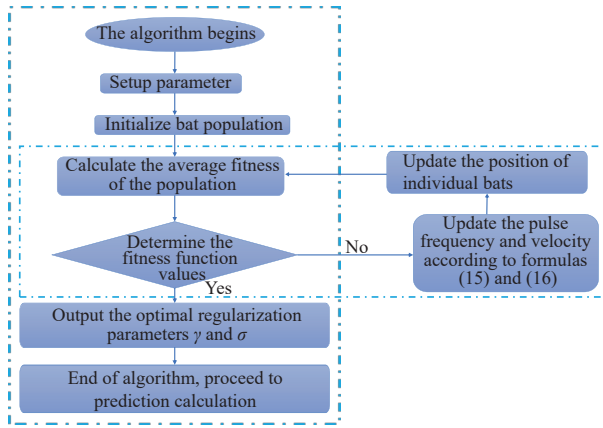 The algorithm begins
Setup parameter
Initialize bat population
Calculate the average fitness
of the population
Update the position of
individual bats
Determine the
fitness function
values
No
Update the pulse
frequency and velocity
according to formulas
(15) and (16)
Yes
Output the optimal regularization
parameters γ and σ
End of algorithm, proceed to
prediction calculation